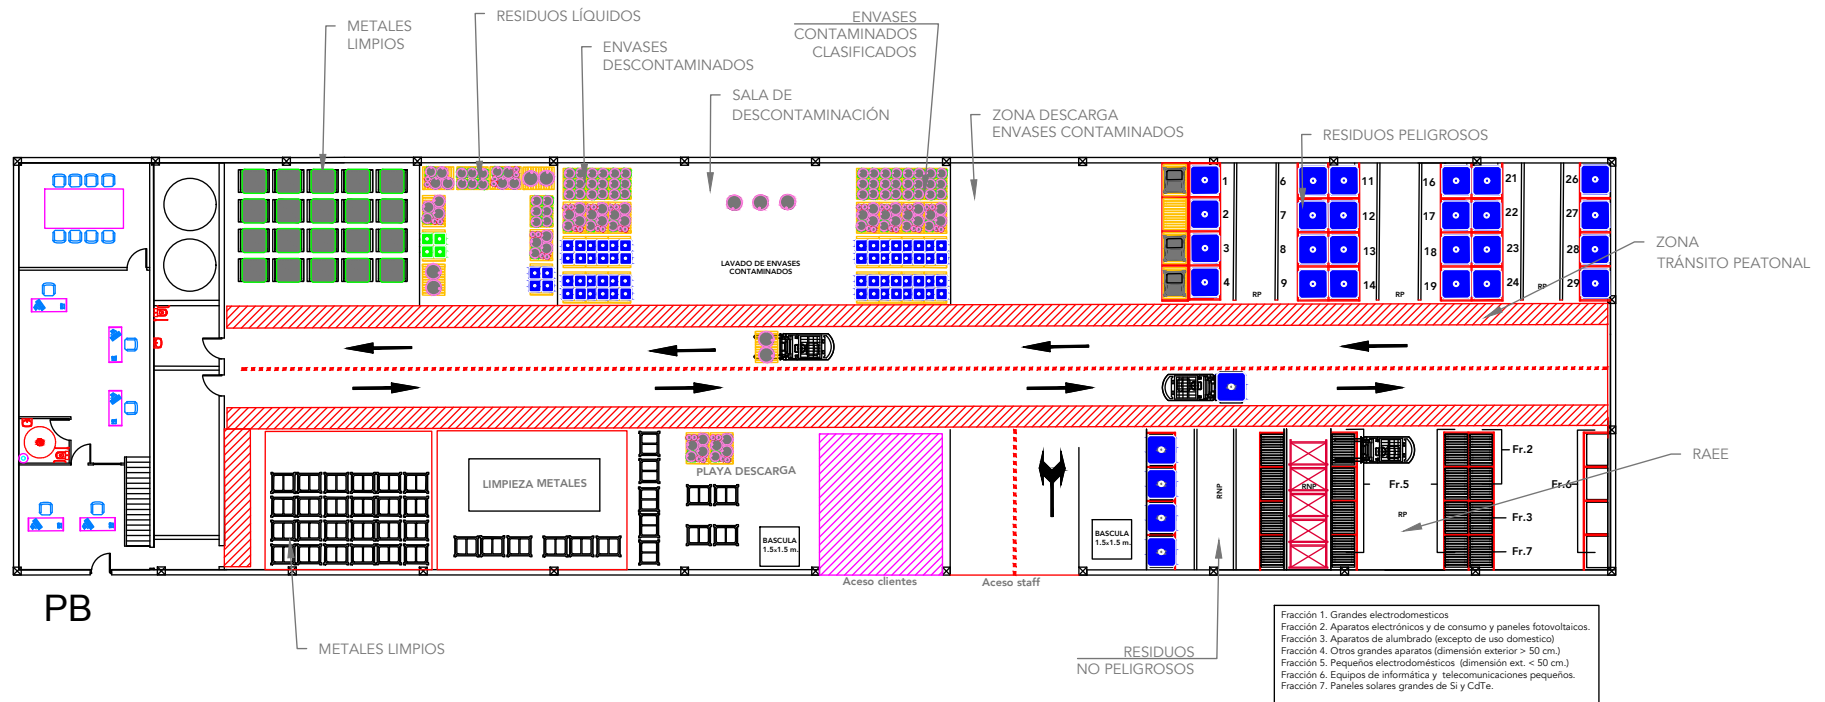 METALES
LIMPIOS
RESIDUOS LÍQUIDOS
ENVASES
DESCONTAMINADOS
SALA DE
DESCONTAMINACIÓN
ENVASES
CONTAMINADOS
CLASIFICADOS
ZONA DESCARGA
ENVASES CONTAMINADOS
RESIDUOS PELIGROSOS
ZONA
TRÁNSITO PEATONAL
LAVADO DE ENVASES
CONTAMINADOS
1 6 11 16 21 26
2 7 12 17 22 27
3 8 13 18 23 28
4 9 14 19 24 29
RP RP RP
LIMPIEZA METALES
PLAYA DESCARGA
BASCULA
1.5x1.5 m.
BASCULA
1.5x1.5 m.
RNP
RNP
RP
Fr.2
Fr.5
Fr.6
Fr.3
Fr.7
RAEE
Aceso clientes
Aceso staff
PB
METALES LIMPIOS
RESIDUOS
NO PELIGROSOS
Fracción 1. Grandes electrodomesticos
Fracción 2. Aparatos electrónicos y de consumo y paneles fotovoltaicos.
Fracción 3. Aparatos de alumbrado (excepto de uso domestico)
Fracción 4. Otros grandes aparatos (dimensión exterior > 50 cm.)
Fracción 5. Pequeños electrodomésticos (dimensión ext. < 50 cm.)
Fracción 6. Equipos de informática y telecomunicaciones pequeños.
Fracción 7. Paneles solares grandes de Si y CdTe.